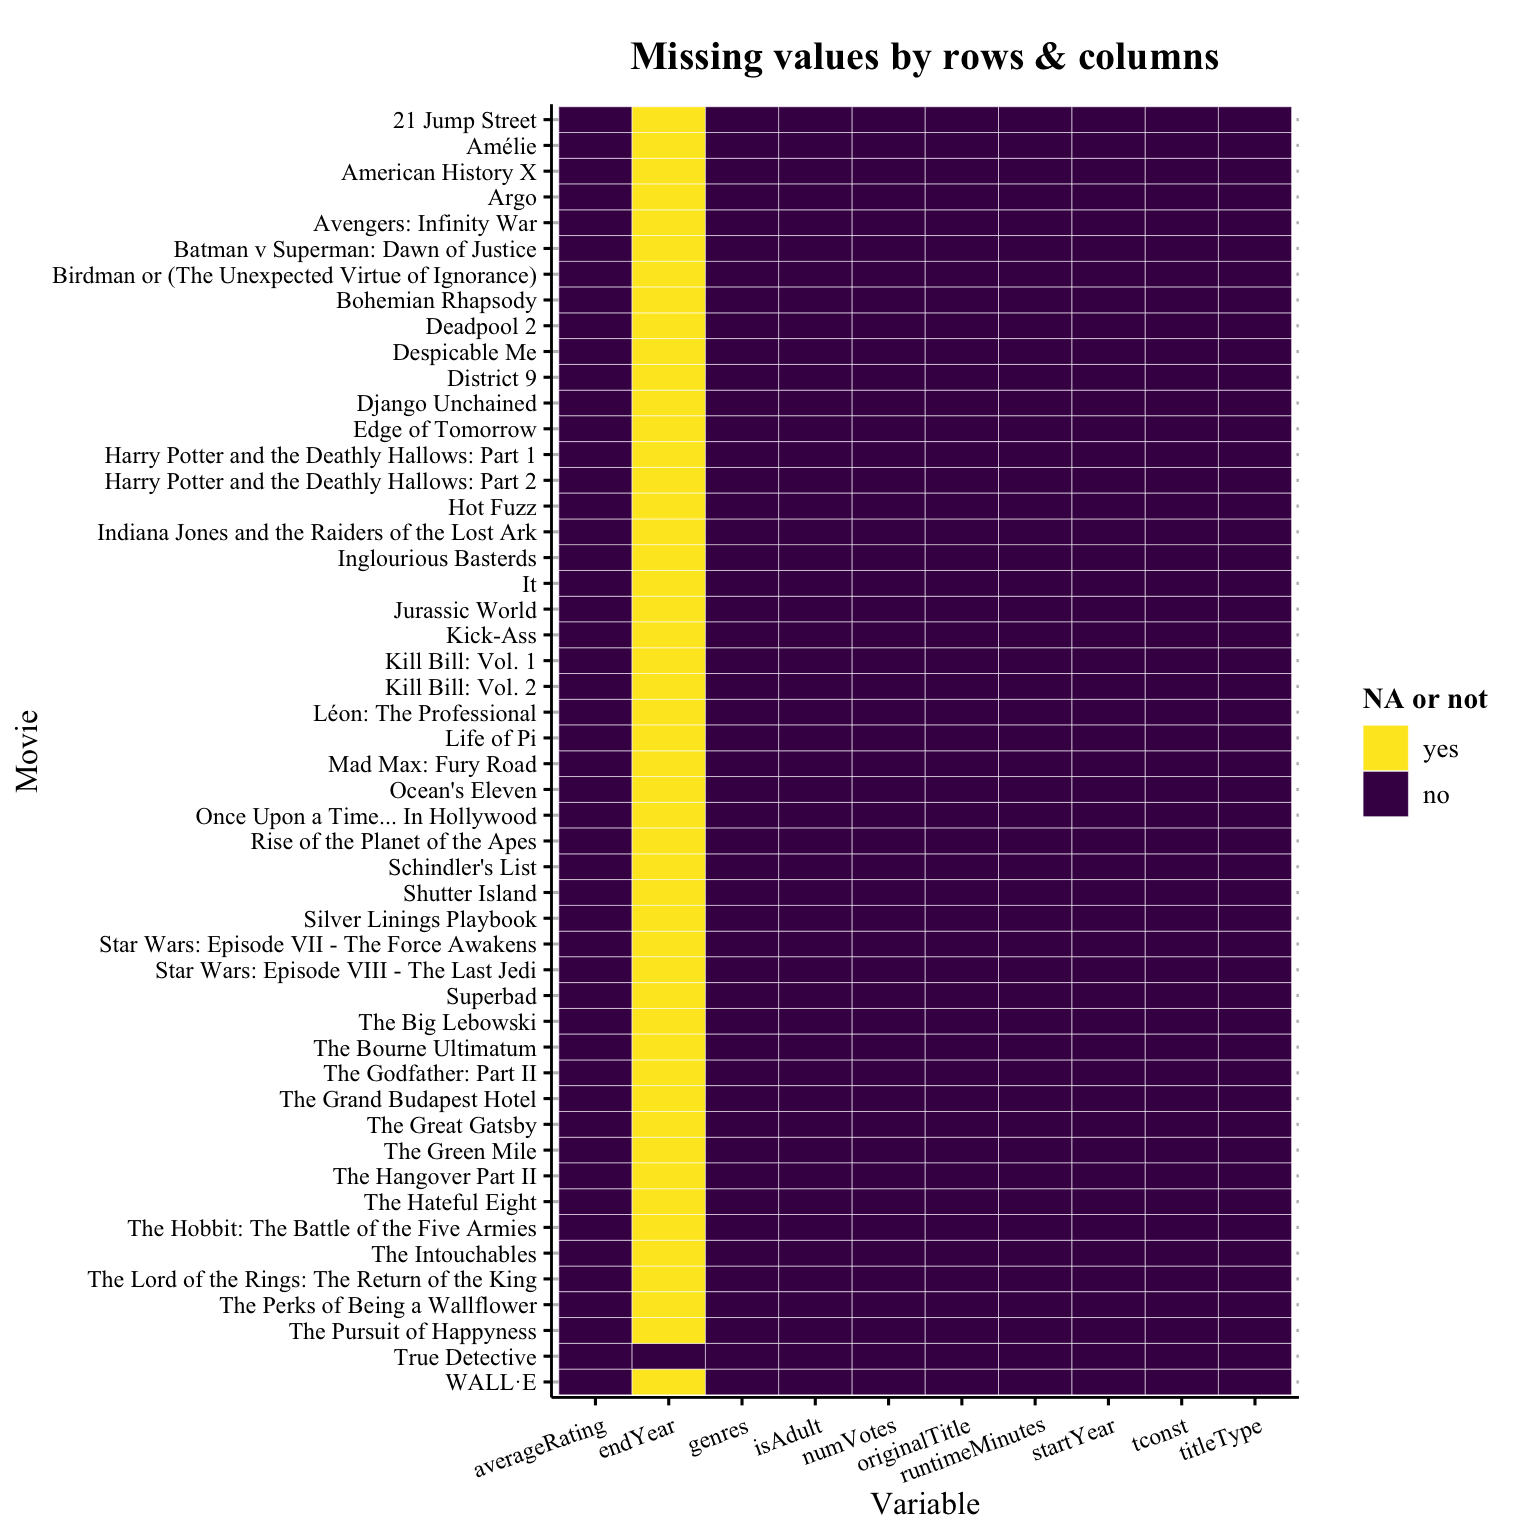 Missing values by rows & columns
21 Jump Street
Amélie
American History X
Argo
Avengers: Infinity War
Batman v Superman: Dawn of Justice
Birdman or (The Unexpected Virtue of Ignorance)
Bohemian Rhapsody
Deadpool 2
Despicable Me
District 9
Django Unchained
Edge of Tomorrow
Harry Potter and the Deathly Hallows: Part 1
Harry Potter and the Deathly Hallows: Part 2
Hot Fuzz
Indiana Jones and the Raiders of the Lost Ark
Inglourious Basterds
It
Jurassic World
Kick-Ass
Kill Bill: Vol. 1
Kill Bill: Vol. 2
Léon: The Professional
Life of Pi
Mad Max: Fury Road
Ocean's Eleven
Once Upon a Time... In Hollywood
Rise of the Planet of the Apes
Schindler's List
Shutter Island
Silver Linings Playbook
Star Wars: Episode VII - The Force Awakens
Star Wars: Episode VIII - The Last Jedi
Superbad
The Big Lebowski
The Bourne Ultimatum
The Godfather: Part II
The Grand Budapest Hotel
The Great Gatsby
The Green Mile
The Hangover Part II
The Hateful Eight
The Hobbit: The Battle of the Five Armies
The Intouchables
The Lord of the Rings: The Return of the King
The Perks of Being a Wallflower
The Pursuit of Happyness
True Detective
WALL·E
Movie
averageRating
endYear
genres
isAdult
numVotes
originalTitle
runtimeMinutes
startYear
tconst
titleType
Variable
NA or not
yes
no